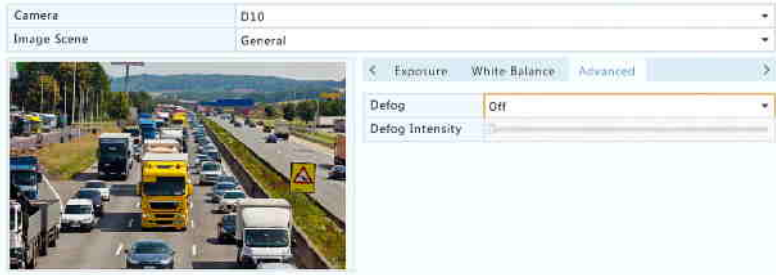 Camera D10
Image Scene General
< Exposure White Balance Advanced >
Defog Off
Defog Intensity